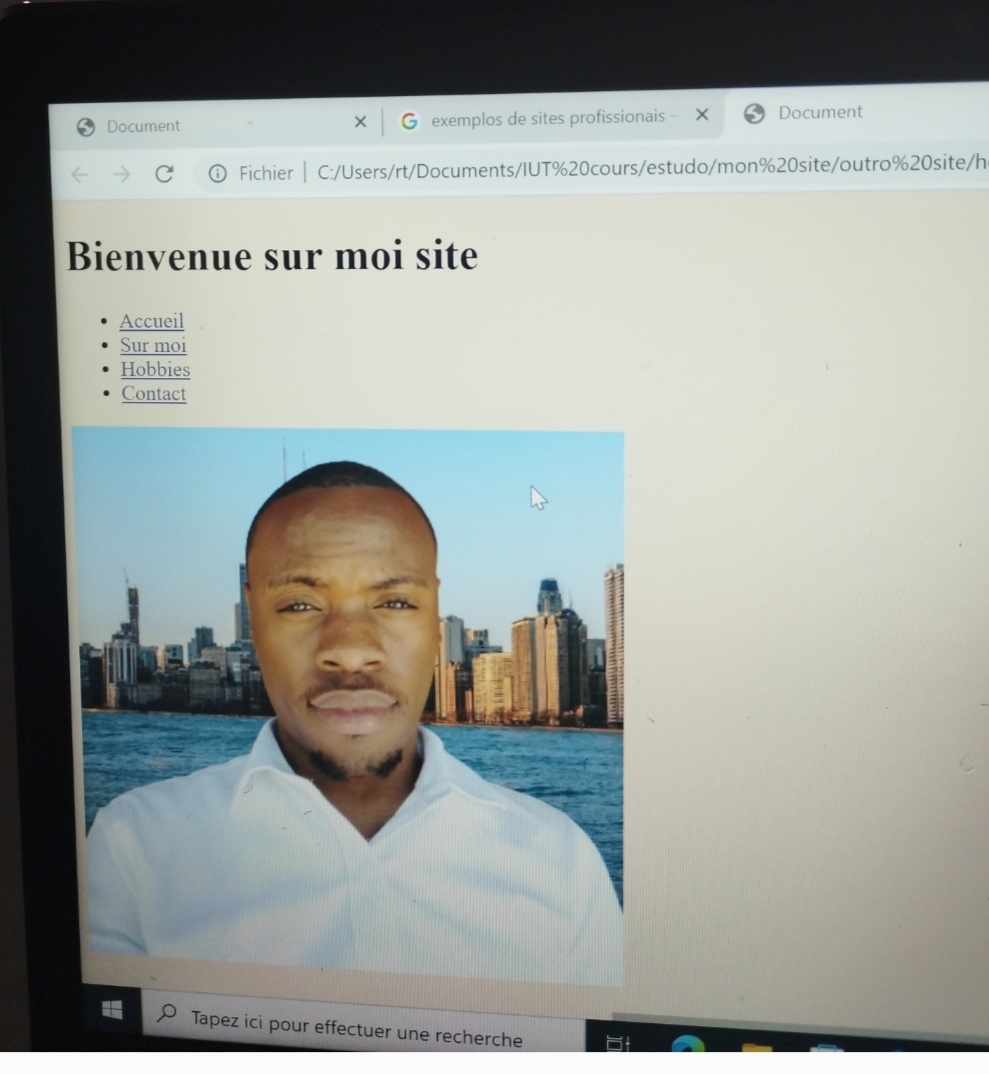 Document
exemplos de sites profissionais -
Document
Fichier | C:/Users/rt/Documents/IUT%20cours/estudo/mon%20site/outro%20site/h
Bienvenue sur moi site
Accueil
Sur moi
Hobbies
Contact
Tapez ici pour effectuer une recherche